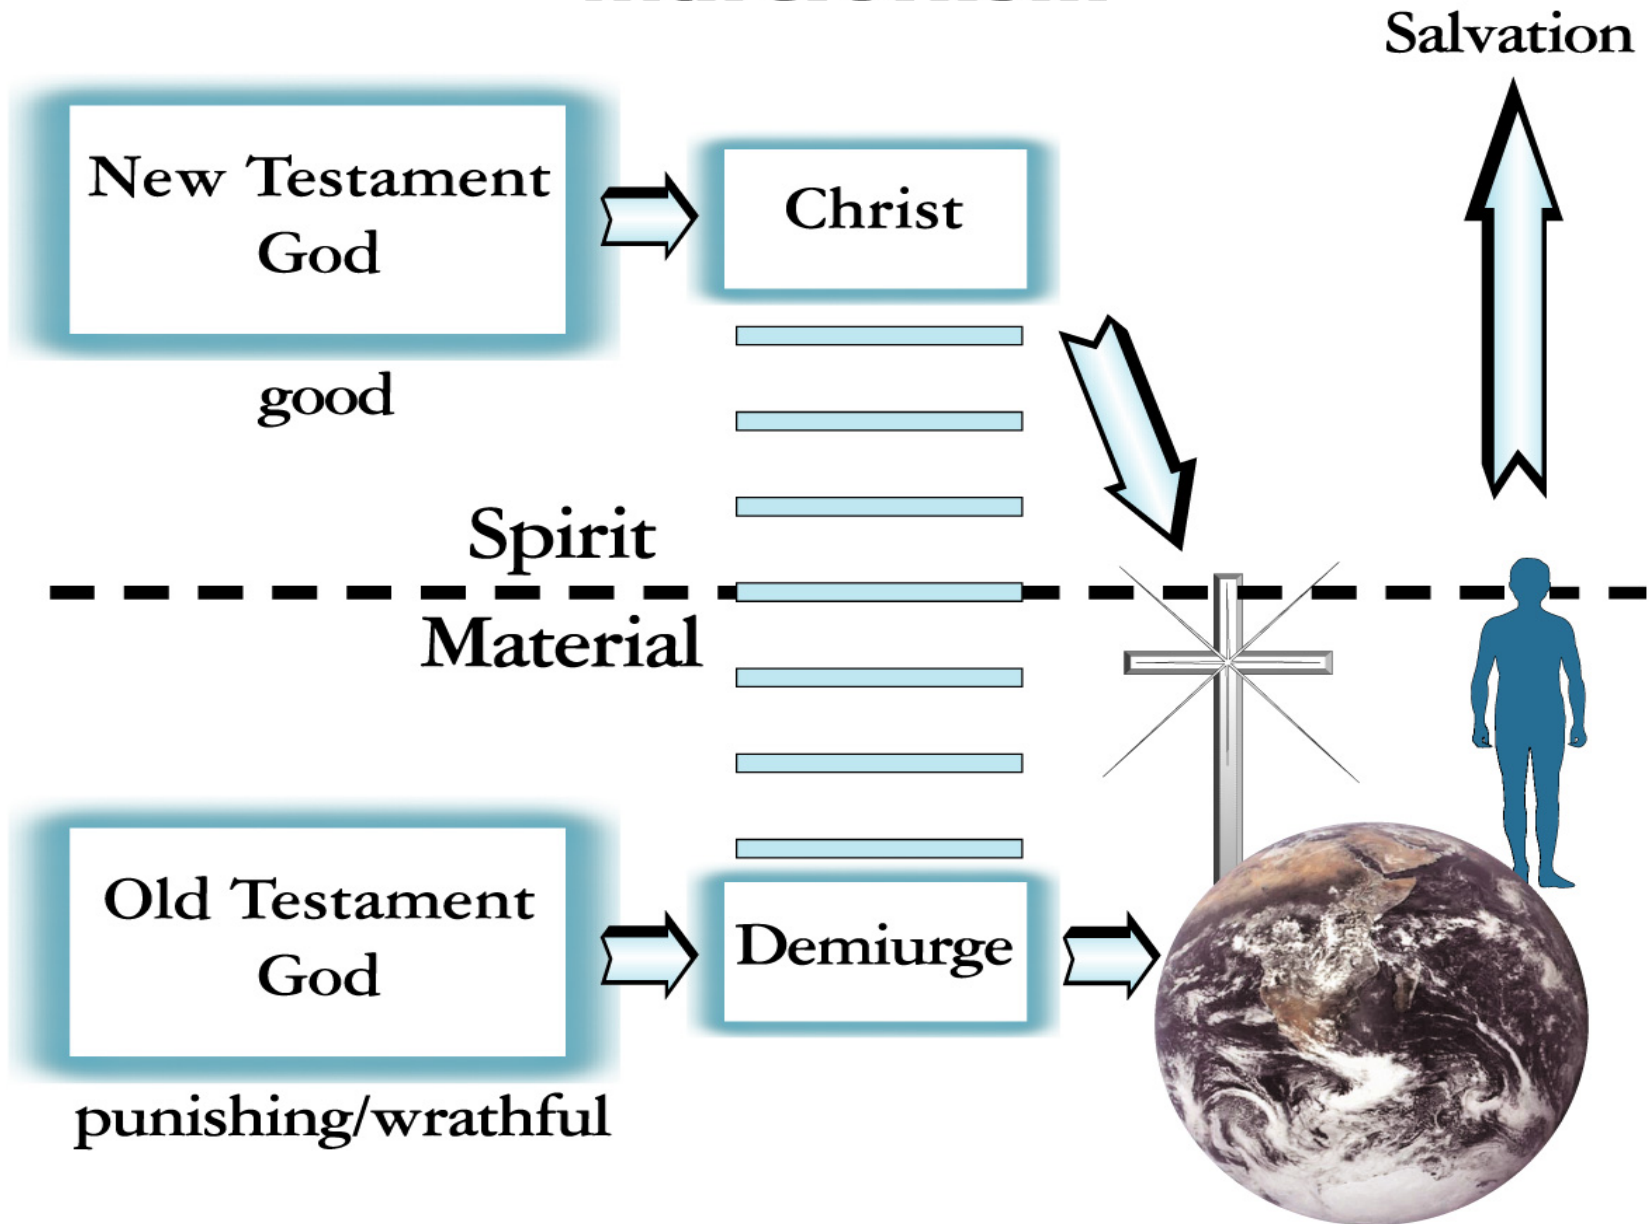 Salvation
New Testament
God
Christ
good
Spirit
Material
Old Testament
God
Demiurge
punishing/wrathful